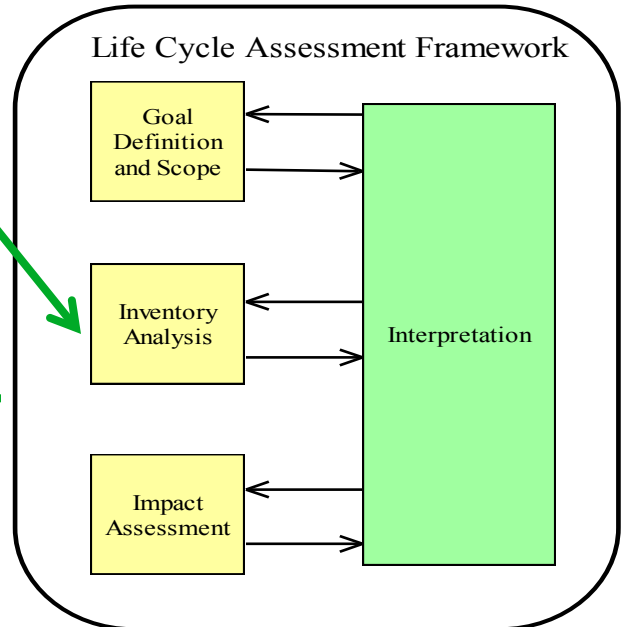 Life Cycle Assessment Framework
Goal
Definition
and Scope
Inventory
Analysis
Interpretation
Impact
Assessment